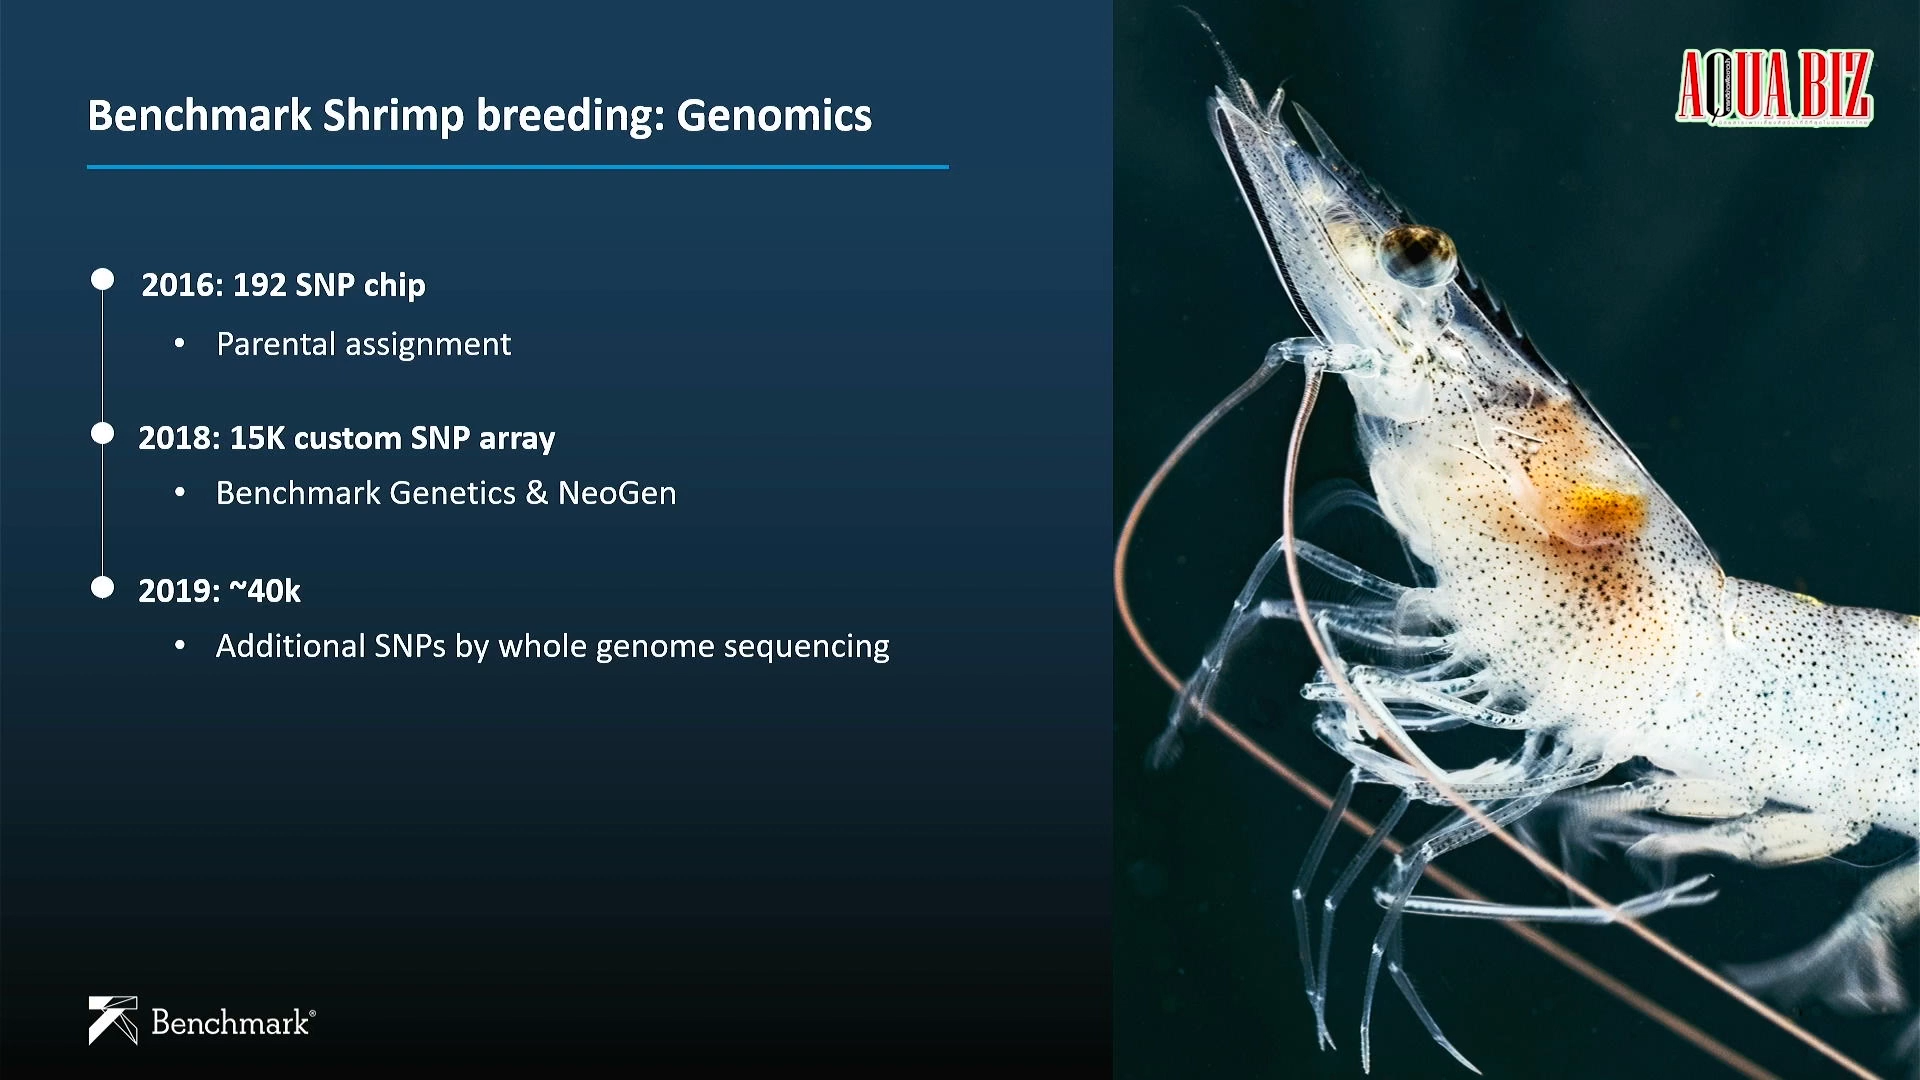 Benchmark Shrimp breeding: Genomics
AQUA BIZ
2016: 192 SNP chip
• Parental assignment
2018: 15K custom SNP array
• Benchmark Genetics & NeoGen
2019: ~40k
• Additional SNPs by whole genome sequencing
Benchmark®